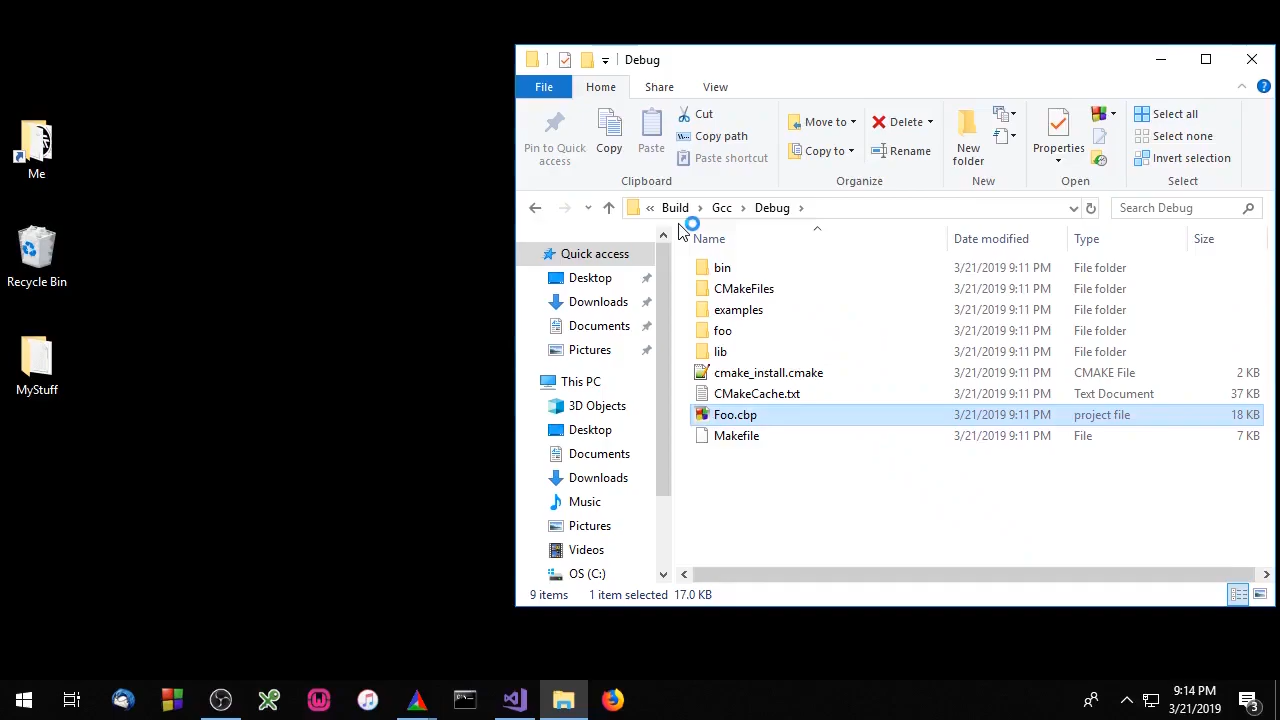 Debug
File
Home
Share
View
Pin to Quick access
Copy
Paste
Cut
Copy path
Paste shortcut
Clipboard
Move to
Copy to
Delete
Rename
Organize
New folder
New
Properties
Open
Select all
Select none
Invert selection
Select
« Build > Gcc > Debug >
Search Debug
Name
Date modified
Type
Size
Quick access
Desktop
Downloads
Documents
Pictures
This PC
3D Objects
Desktop
Documents
Downloads
Music
Pictures
Videos
OS (C:)
bin 3/21/2019 9:11 PM File folder
CMakeFiles 3/21/2019 9:11 PM File folder
examples 3/21/2019 9:11 PM File folder
foo 3/21/2019 9:11 PM File folder
lib 3/21/2019 9:11 PM File folder
cmake_install.cmake 3/21/2019 9:11 PM CMAKE File 2 KB
CMakeCache.txt 3/21/2019 9:11 PM Text Document 37 KB
Foo.cbp 3/21/2019 9:11 PM project file 18 KB
Makefile 3/21/2019 9:11 PM File 7 KB
9 items 1 item selected 17.0 KB
Me
Recycle Bin
MyStuff
9:14 PM
3/21/2019
3